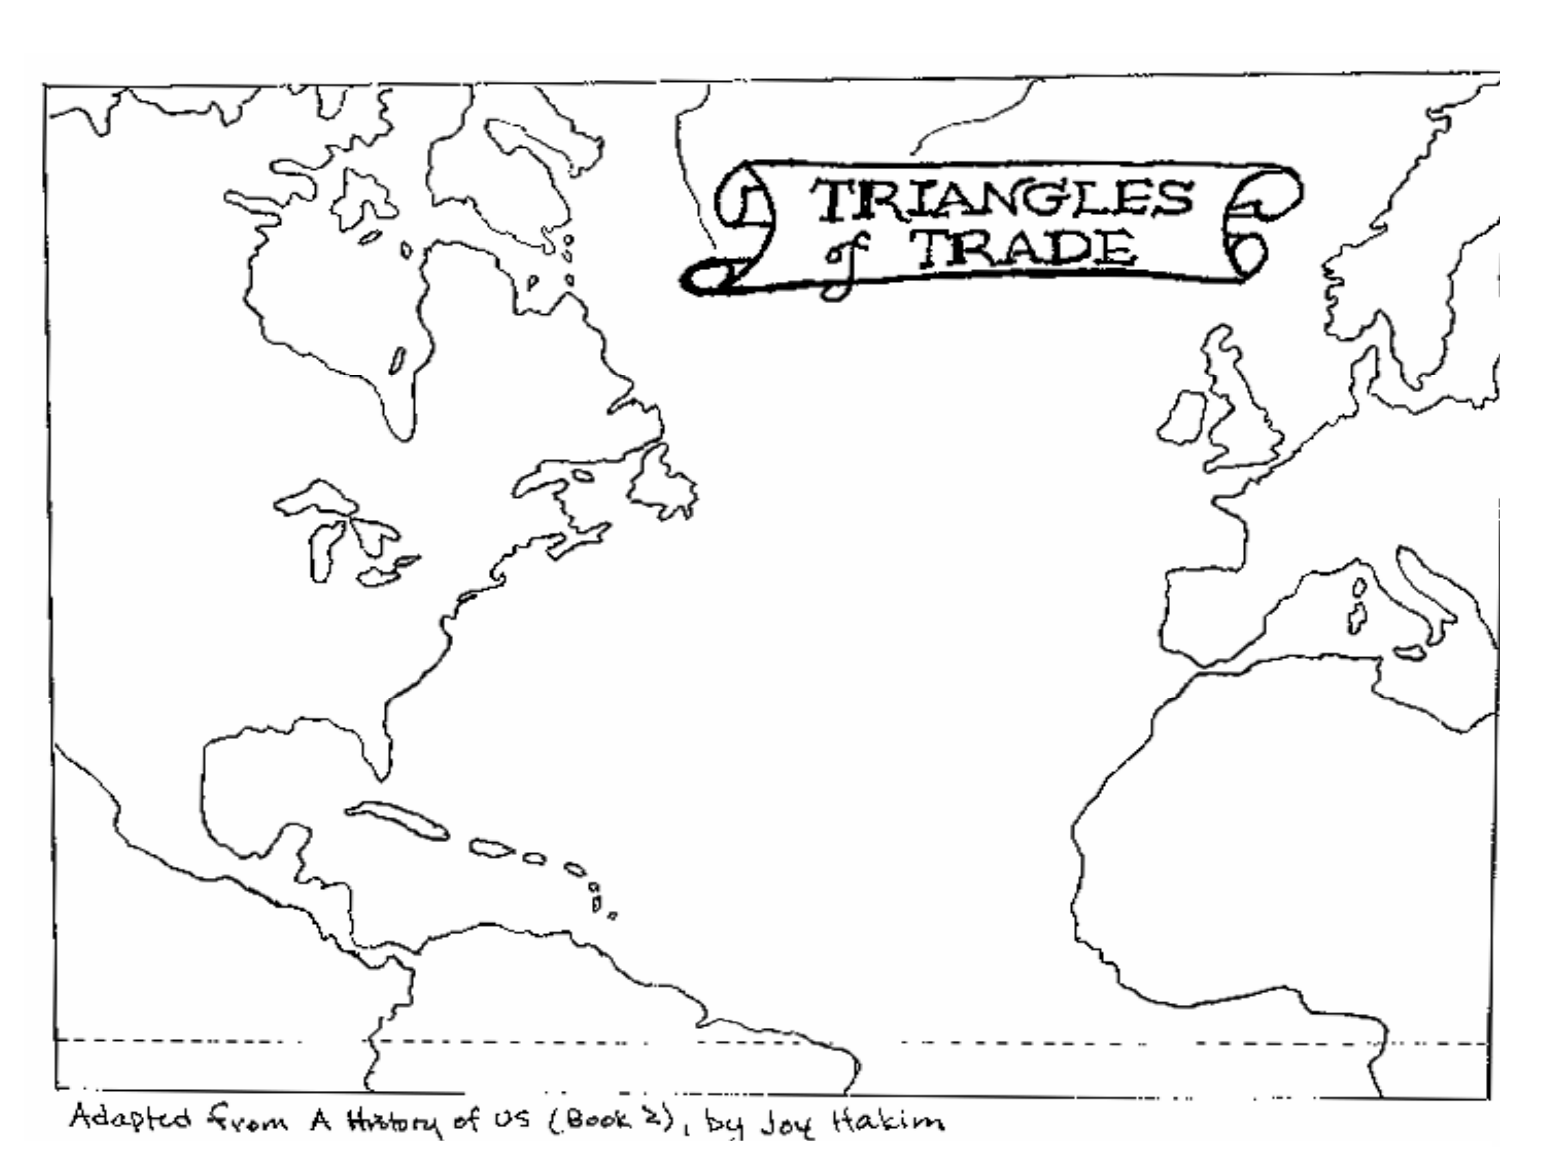 TRIANGLES
of TRADE
Adapted from A History of US (Book 2), by Joy Hakim